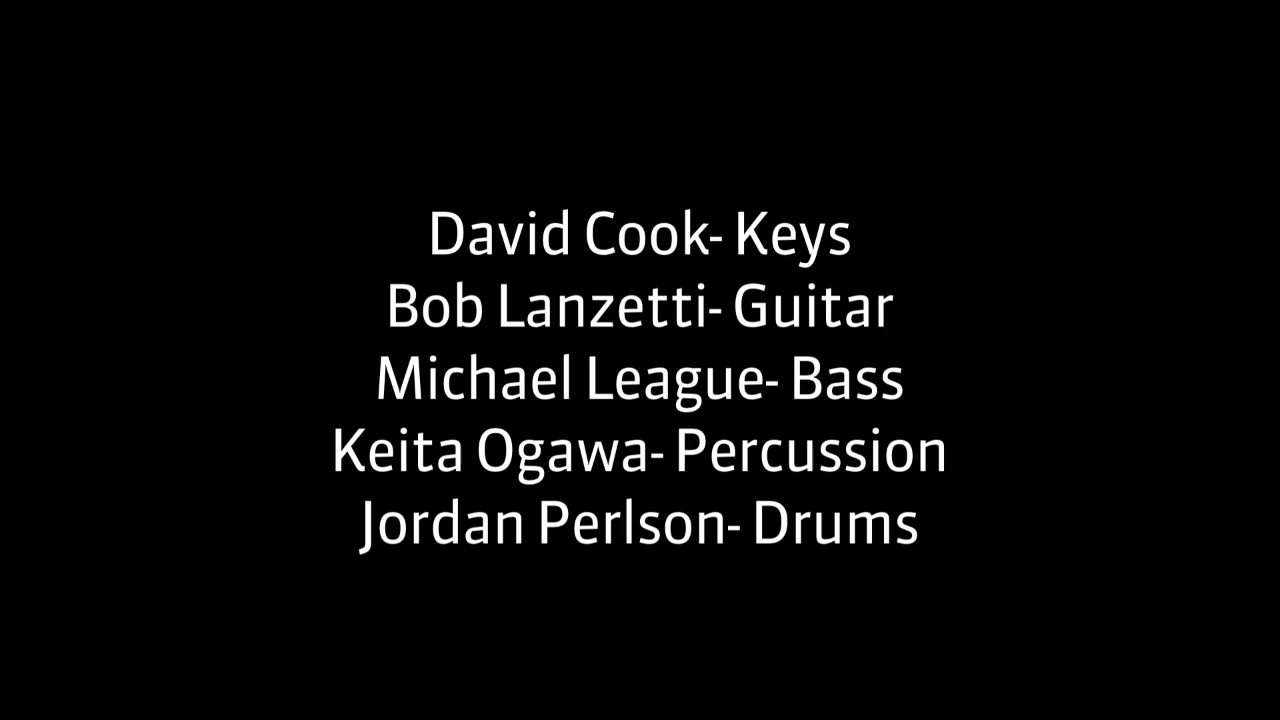 David Cook- Keys
Bob Lanzetti- Guitar
Michael League- Bass
Keita Ogawa- Percussion
Jordan Perlson- Drums